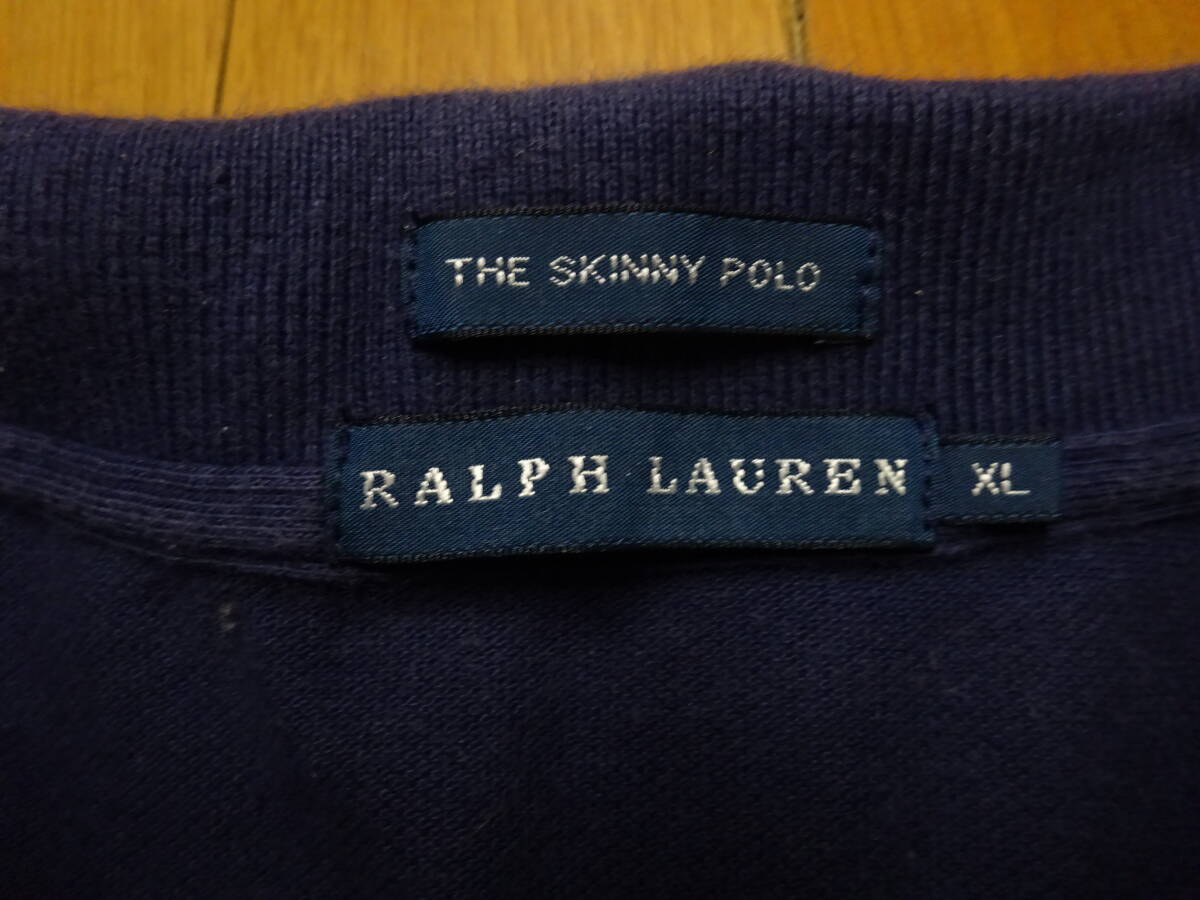 THE SKINNY POLO
RALPH LAUREN
XL